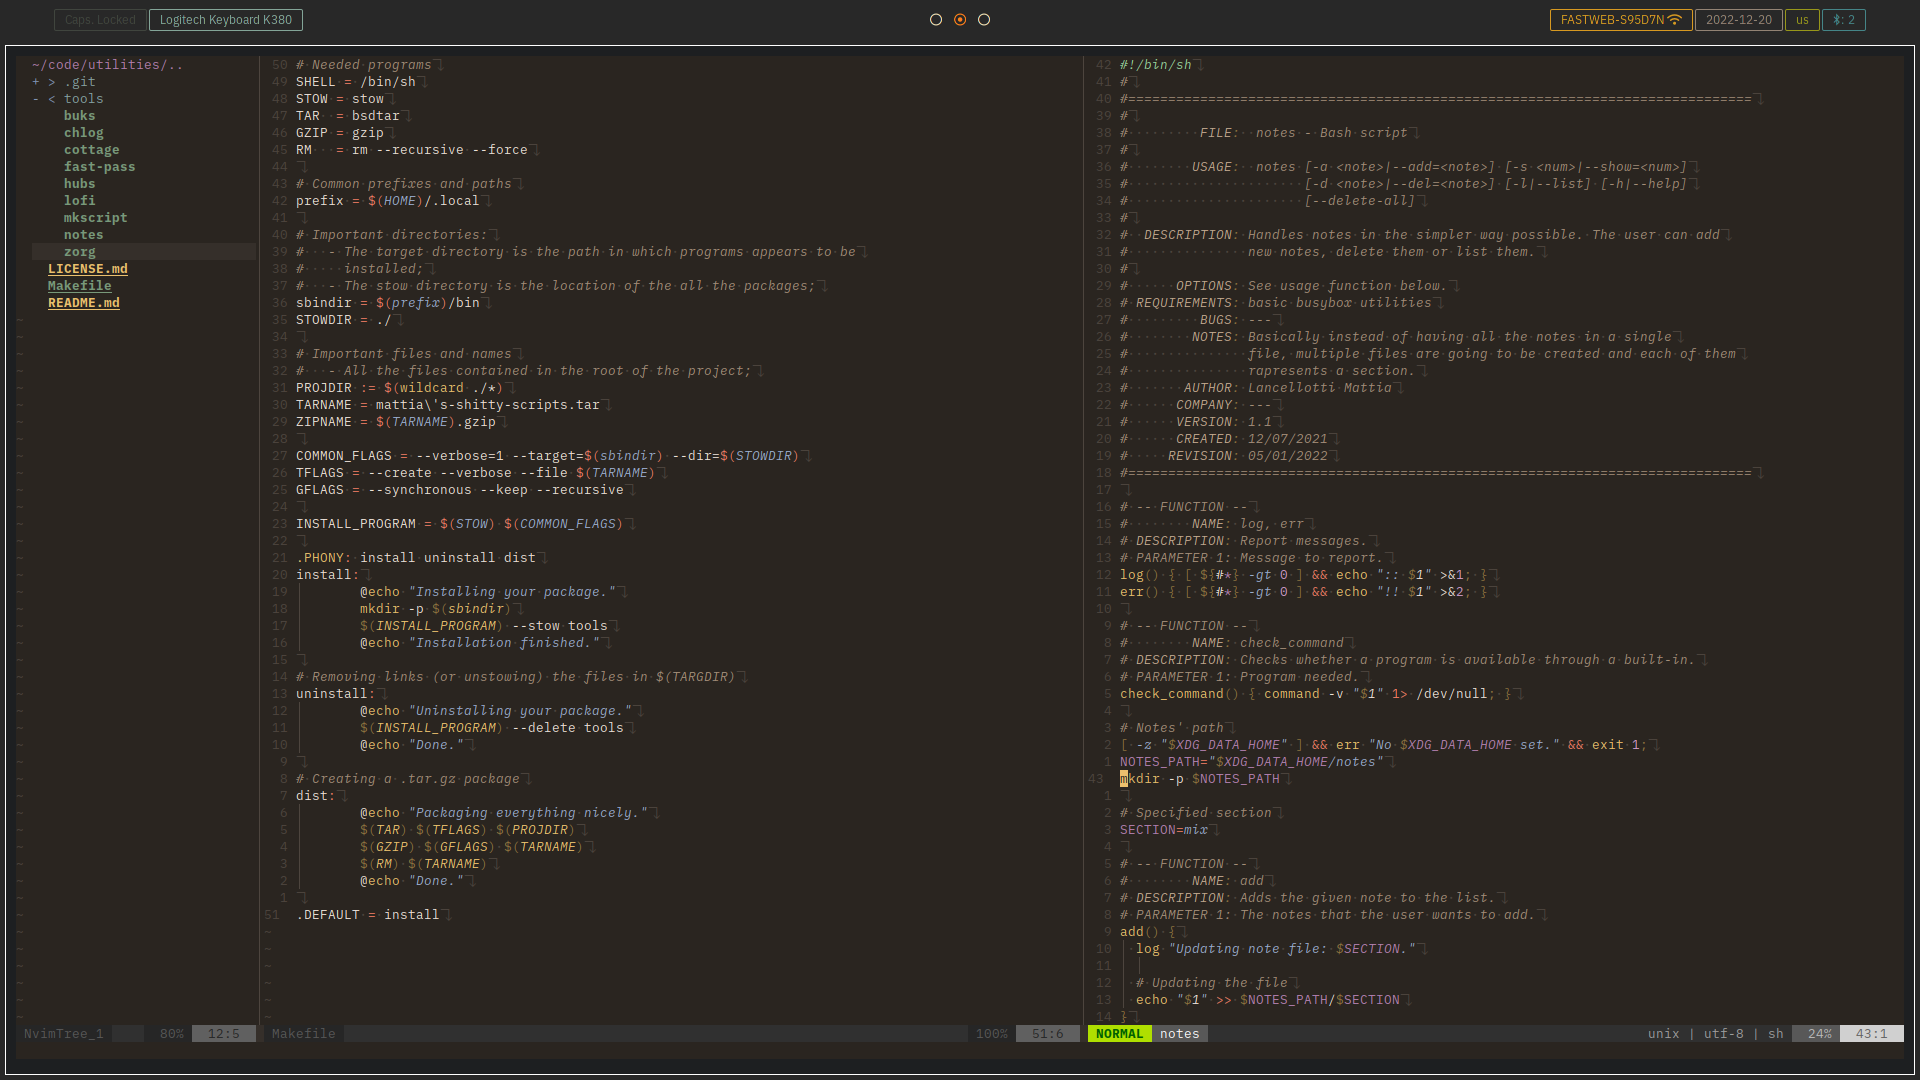 Caps. Locked
Logitech Keyboard K380
FASTWEB-S95D7N
2022-12-20
us
: 2
~/code/utilities/..
+ > .git
- < tools
buks
chlog
cottage
fast-pass
hubs
lofi
mkscript
notes
zorg
LICENSE.md
Makefile
README.md
50 # Needed programs
49 SHELL = /bin/sh
48 STOW = stow
47 TAR  = bsdtar
46 GZIP = gzip
45 RM   = rm --recursive --force
44
43 # Common prefixes and paths
42 prefix = $(HOME)/.local
41
40 # Important directories:
39 #   - The target directory is the path in which programs appears to be
38 #     installed;
37 #   - The stow directory is the location of the all the packages;
36 sbindir = $(prefix)/bin
35 STOWDIR = ./
34
33 # Important files and names
32 #   - All the files contained in the root of the project;
31 PROJDIR := $(wildcard ./*)
30 TARNAME = mattia\'s-shitty-scripts.tar
29 ZIPNAME = $(TARNAME).gzip
28
27 COMMON_FLAGS = --verbose=1 --target=$(sbindir) --dir=$(STOWDIR)
26 TFLAGS = --create --verbose --file $(TARNAME)
25 GFLAGS = --synchronous --keep --recursive
24
23 INSTALL_PROGRAM = $(STOW) $(COMMON_FLAGS)
22
21 .PHONY: install uninstall dist
20 install:
19 @echo "Installing your package."
18 mkdir -p $(sbindir)
17 $(INSTALL_PROGRAM) --stow tools
16 @echo "Installation finished."
15
14 # Removing links (or unstowing) the files in $(TARGDIR)
13 uninstall:
12 @echo "Uninstalling your package."
11 $(INSTALL_PROGRAM) --delete tools
10 @echo "Done."
9
8 # Creating a .tar.gz package
7 dist:
6 @echo "Packaging everything nicely."
5 $(TAR) $(TFLAGS) $(PROJDIR)
4 $(GZIP) $(GFLAGS) $(TARNAME)
3 $(RM) $(TARNAME)
2 @echo "Done."
1
51 .DEFAULT = install
42 #!/bin/sh
41 #
40 #==============================================================================
39 #
38 #         FILE:  notes - Bash script
37 #
36 #        USAGE:  notes [-a <note>|--add=<note>] [-s <num>|--show=<num>]
35 #                      [-d <note>|--del=<note>] [-l|--list] [-h|--help]
34 #                      [--delete-all]
33 #
32 #  DESCRIPTION: Handles notes in the simpler way possible. The user can add
31 #               new notes, delete them or list them.
30 #
29 #      OPTIONS: See usage function below.
28 # REQUIREMENTS: basic busybox utilities
27 #         BUGS: ---
26 #        NOTES: Basically instead of having all the notes in a single
25 #               file, multiple files are going to be created and each of them
24 #               rapresents a section.
23 #       AUTHOR: Lancellotti Mattia
22 #      COMPANY: ---
21 #      VERSION: 1.1
20 #      CREATED: 12/07/2021
19 #     REVISION: 05/01/2022
18 #==============================================================================
17
16 # -- FUNCTION --
15 #        NAME: log, err
14 # DESCRIPTION: Report messages.
13 # PARAMETER 1: Message to report.
12 log() { [ ${#*} -gt 0 ] && echo ":: $1" >&1; }
11 err() { [ ${#*} -gt 0 ] && echo "!! $1" >&2; }
10
9 # -- FUNCTION --
8 #        NAME: check_command
7 # DESCRIPTION: Checks whether a program is available through a built-in.
6 # PARAMETER 1: Program needed.
5 check_command() { command -v "$1" 1> /dev/null; }
4
3 # Notes' path
2 [ -z "$XDG_DATA_HOME" ] && err "No $XDG_DATA_HOME set." && exit 1;
1 NOTES_PATH="$XDG_DATA_HOME/notes"
43 mkdir -p $NOTES_PATH
1
2 # Specified section
3 SECTION=mix
4
5 # -- FUNCTION --
6 #        NAME: add
7 # DESCRIPTION: Adds the given note to the list.
8 # PARAMETER 1: The notes that the user wants to add.
9 add() {
10 log "Updating note file: $SECTION."
11
12 # Updating the file
13 echo "$1" >> $NOTES_PATH/$SECTION
14 }
NvimTree_1 80% 12:5
Makefile 100% 51:6
NORMAL notes unix | utf-8 | sh 24% 43:1